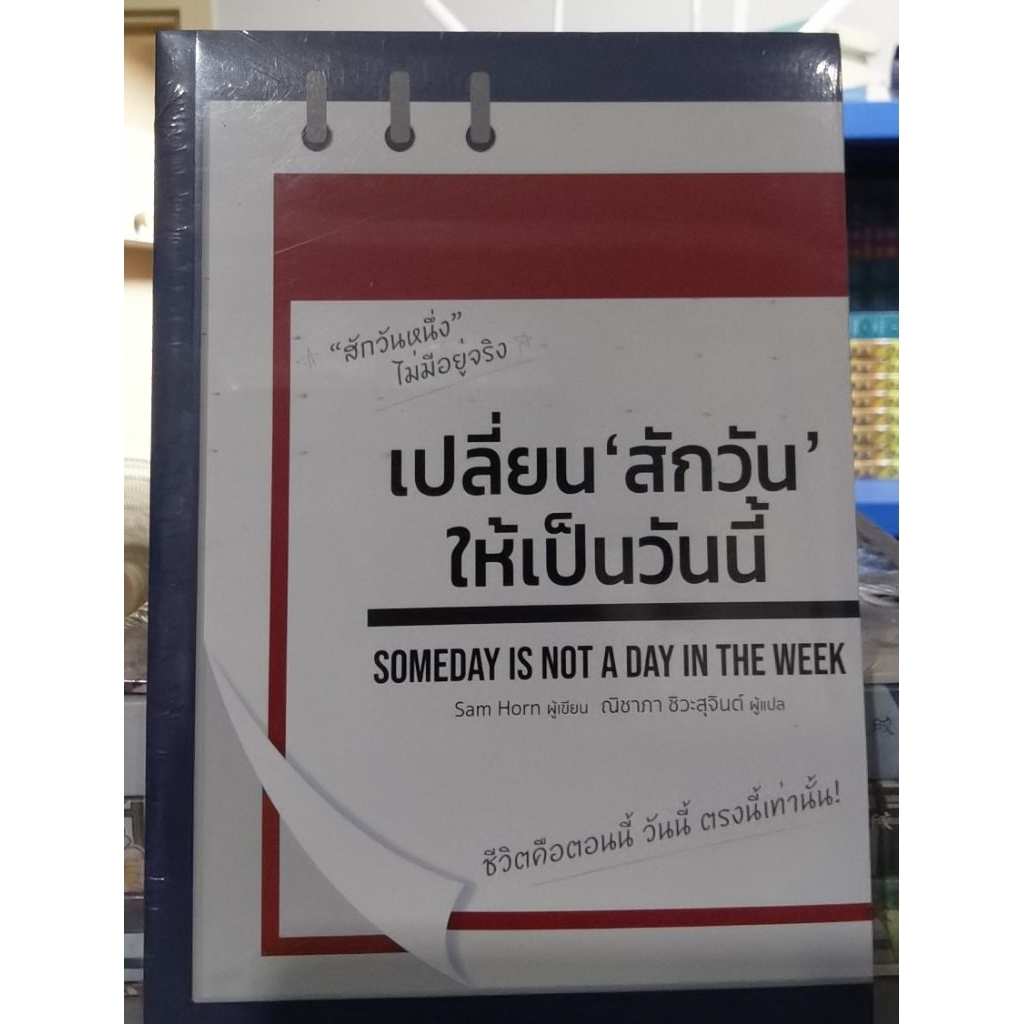 “สักวันหนึ่ง”
ไม่มีอยู่จริง
เปลี่ยน ‘สักวัน’
ให้เป็นวันนี้
SOMEDAY IS NOT A DAY IN THE WEEK
Sam Horn ผู้เขียน ณิชาภา ชิวะสุจินต์ ผู้แปล
ชีวิตคือตอนนี้ วันนี้ ตรงนี้เท่านั้น!